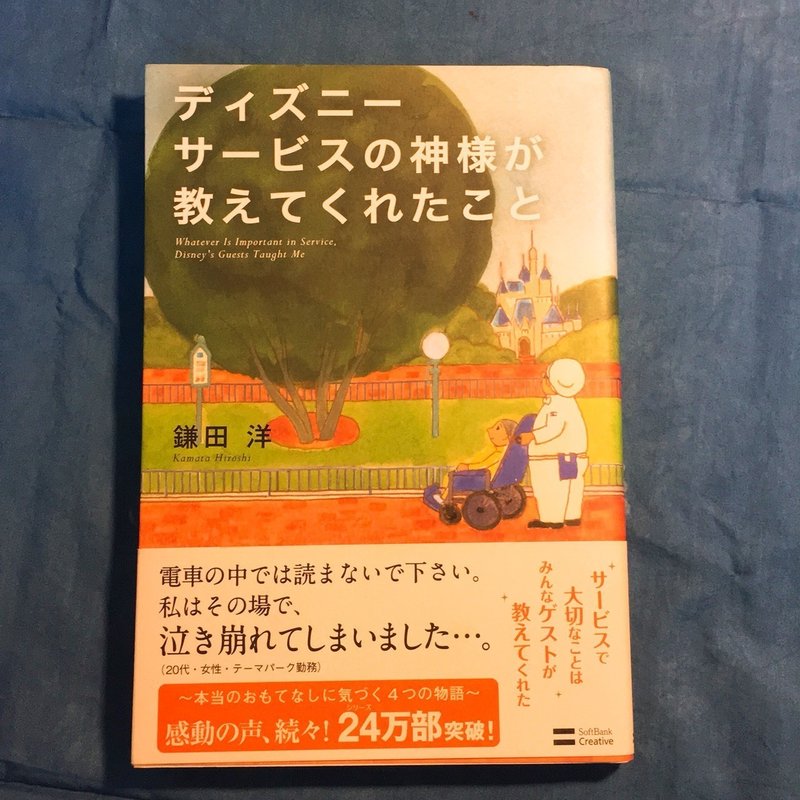 ディズニー
サービスの神様が
教えてくれたこと
Whatever Is Important in Service,
Disney's Guests Taught Me
鎌田 洋
Kamata Hiroshi
電車の中では読まないで下さい。
私はその場で、
泣き崩れてしまいました…。
(20代・女性・テーマパーク勤務)
サービスで
大切なことは
みんなゲストが
教えてくれた
～本当のおもてなしに気づく4つの物語～
感動の声、続々！シリーズ24万部突破！
SoftBank
Creative